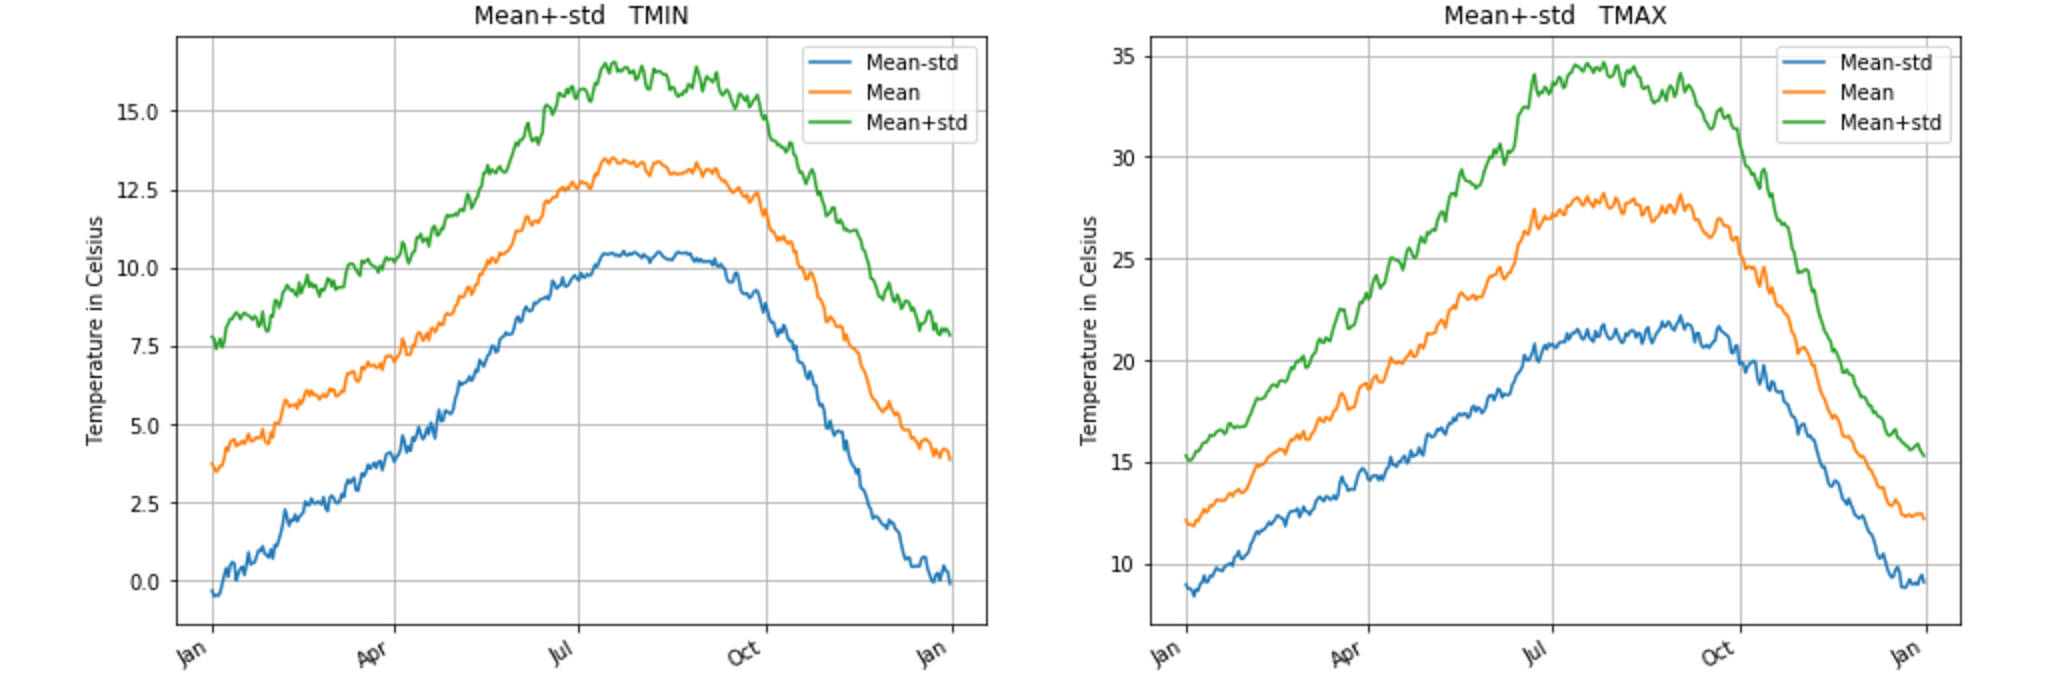 Mean+-std   TMIN
Mean-std
Mean
Mean+std
Temperature in Celsius
15.0
12.5
10.0
7.5
5.0
2.5
0.0
Jan
Apr
Jul
Oct
Jan
Mean+-std   TMAX
Mean-std
Mean
Mean+std
Temperature in Celsius
35
30
25
20
15
10
Jan
Apr
Jul
Oct
Jan